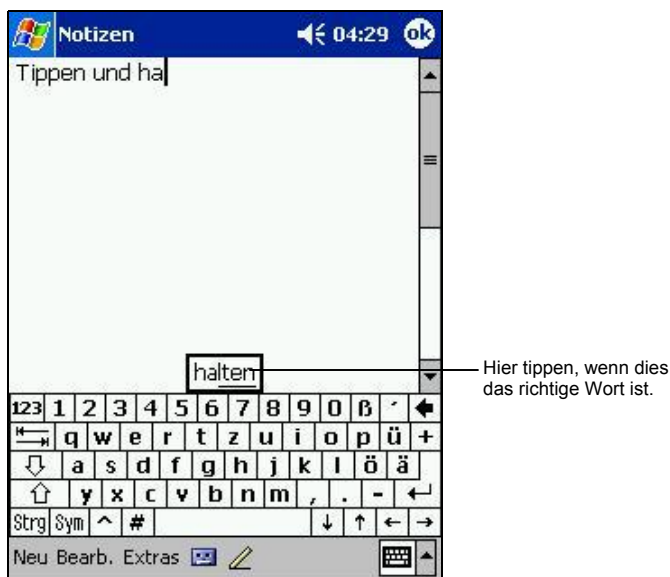 Notizen 04:29 ok
Tippen und ha
halten
Hier tippen, wenn dies
das richtige Wort ist.
123 1 2 3 4 5 6 7 8 9 0 ß ´
q w e r t z u i o p ü +
a s d f g h j k l ö ä
y x c v b n m , . -
Strg Sym ^ # ↓ ↑ ← →
Neu Bearb. Extras